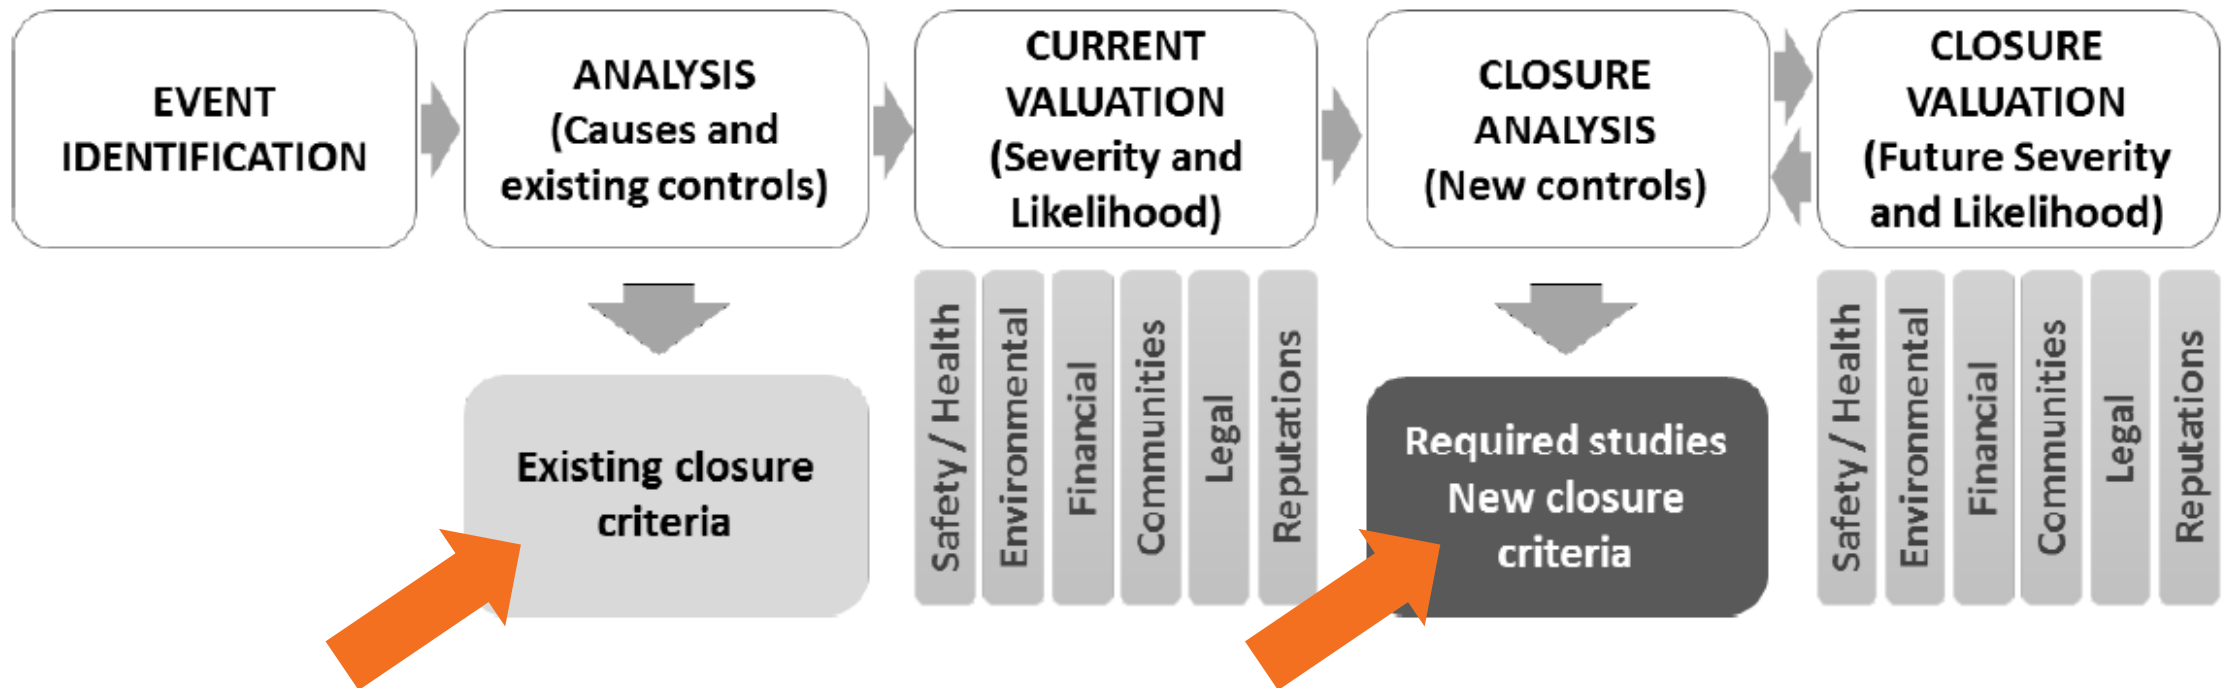 EVENT
IDENTIFICATION
ANALYSIS
(Causes and
existing controls)
CURRENT
VALUATION
(Severity and
Likelihood)
CLOSURE
ANALYSIS
(New controls)
CLOSURE
VALUATION
(Future Severity
and Likelihood)
Existing closure
criteria
Safety / Health
Environmental
Financial
Communities
Legal
Reputations
Required studies
New closure
criteria
Safety / Health
Environmental
Financial
Communities
Legal
Reputations